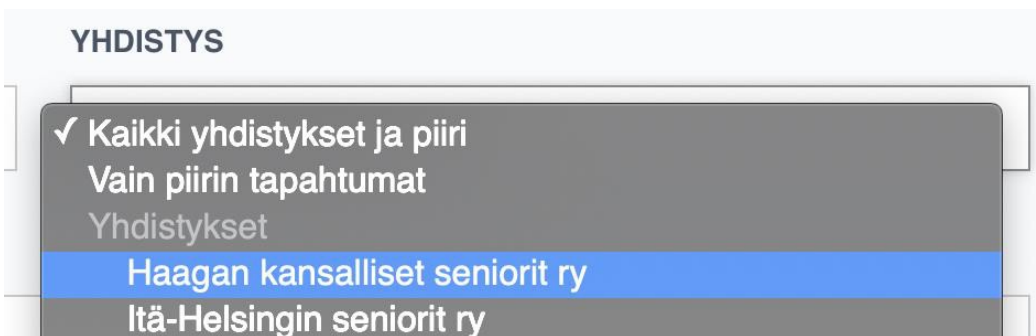 YHDISTYS
✓ Kaikki yhdistykset ja piiri
Vain piirin tapahtumat
Yhdistykset
Haagan kansalliset seniorit ry
Itä-Helsingin seniorit ry